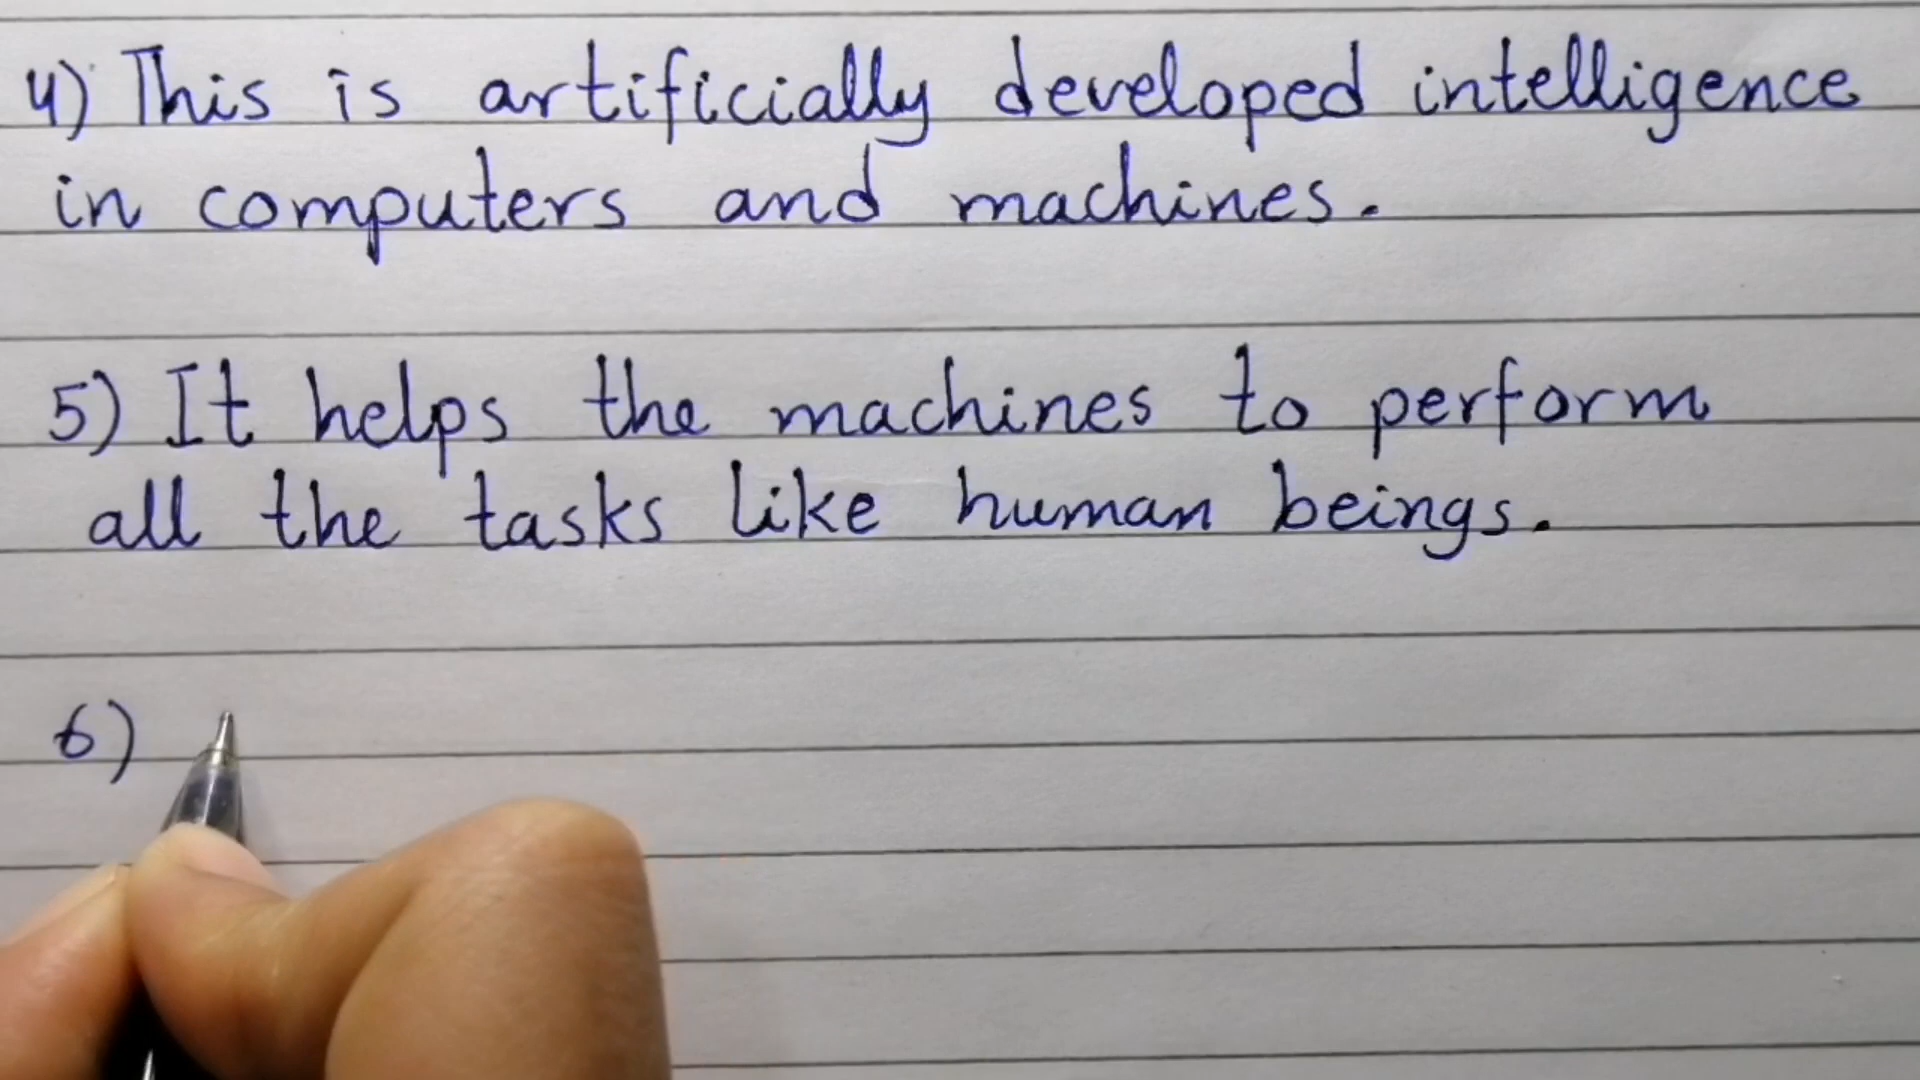 4) This is artificially developed intelligence
in computers and machines.
5) It helps the machines to perform
all the tasks like human beings.
6)